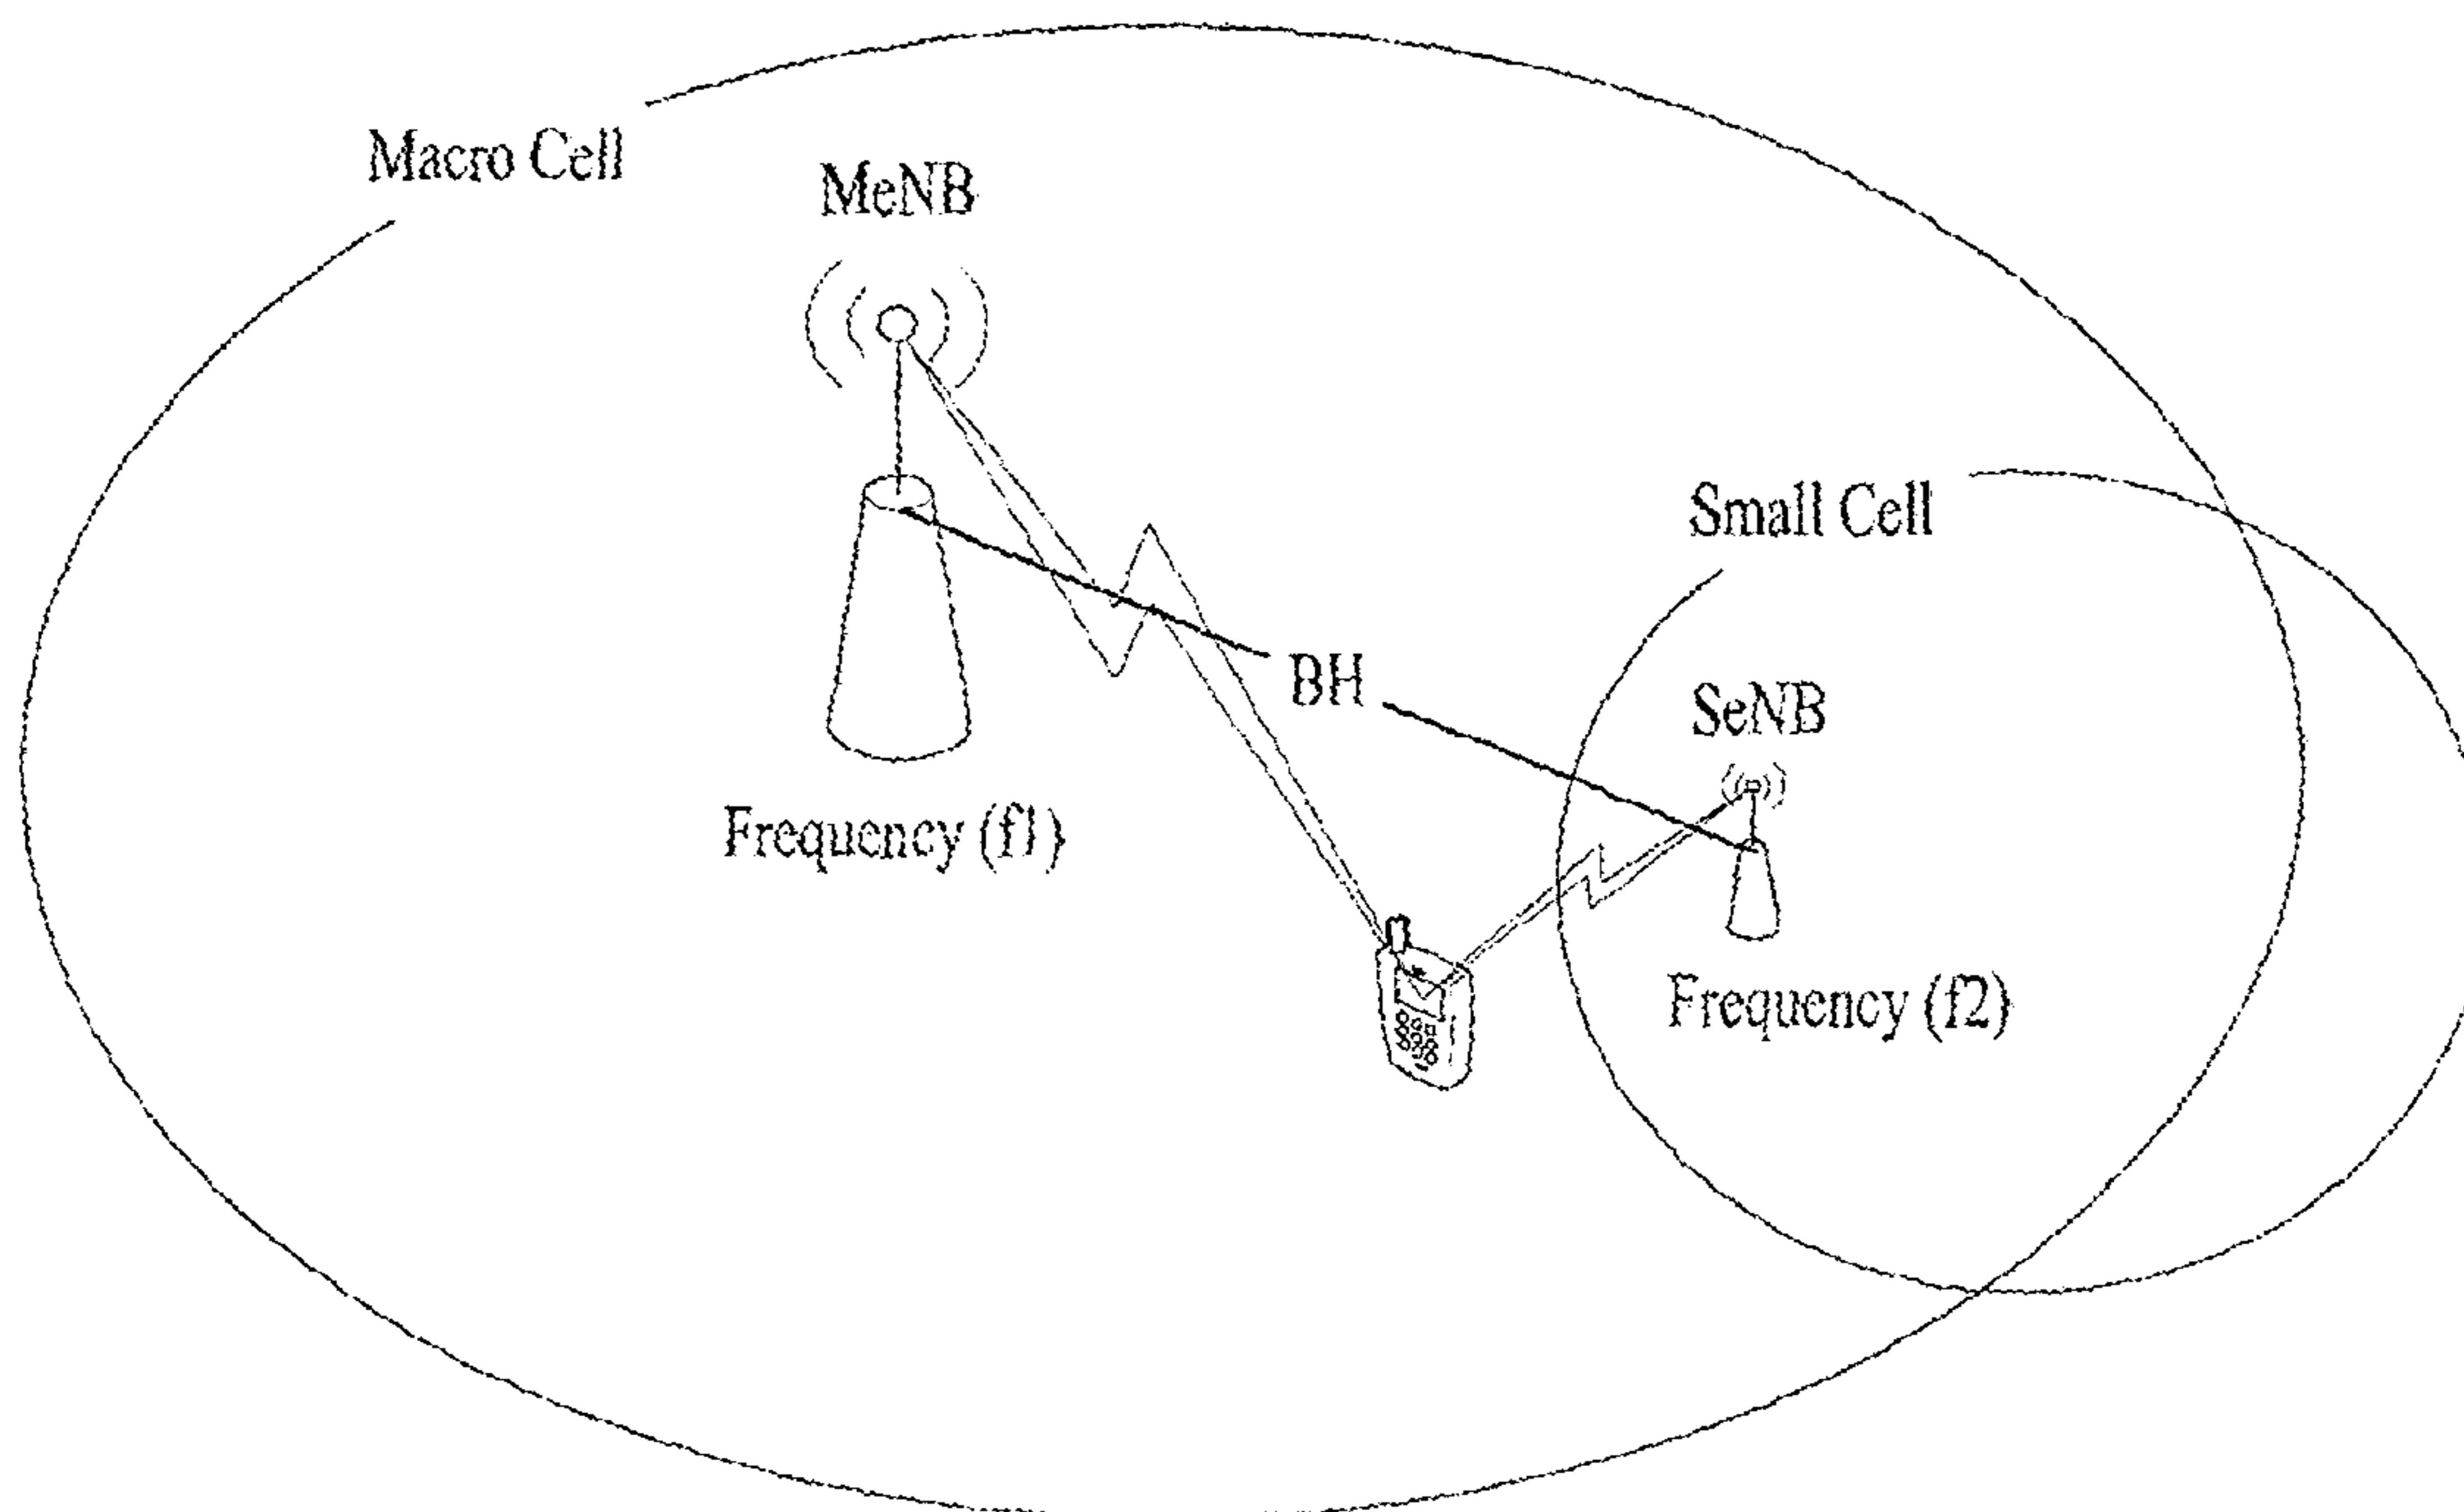 Macro Cell
MeNB
Small Cell
BH
SeNB
Frequency (f1)
Frequency (f2)